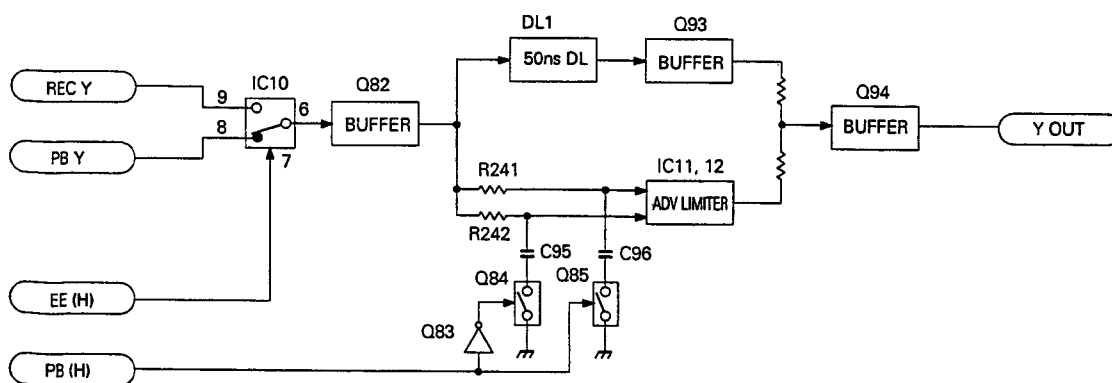 DL1
Q93
50ns DL
BUFFER
REC Y
IC10
Q82
Q94
9
6
BUFFER
BUFFER
Y OUT
8
PB Y
7
R241
IC11, 12
ADV LIMITER
R242
C95
C96
Q84
Q85
EE (H)
Q83
PB (H)